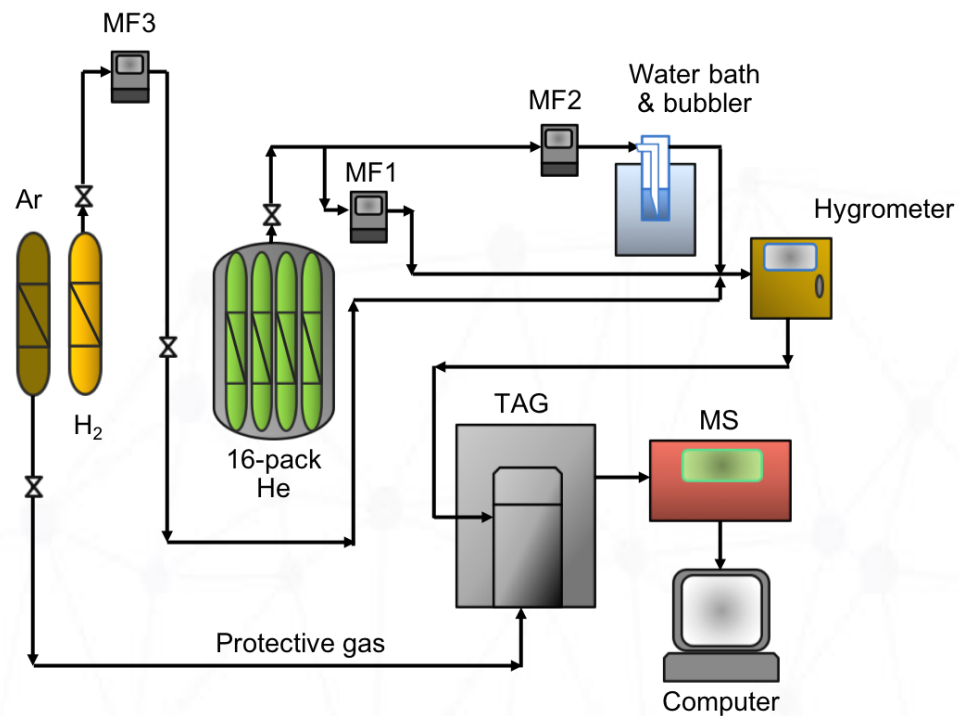 MF3
Water bath
& bubbler
MF2
MF1
Ar
Hygrometer
H₂
TAG
MS
16-pack
He
Protective gas
Computer